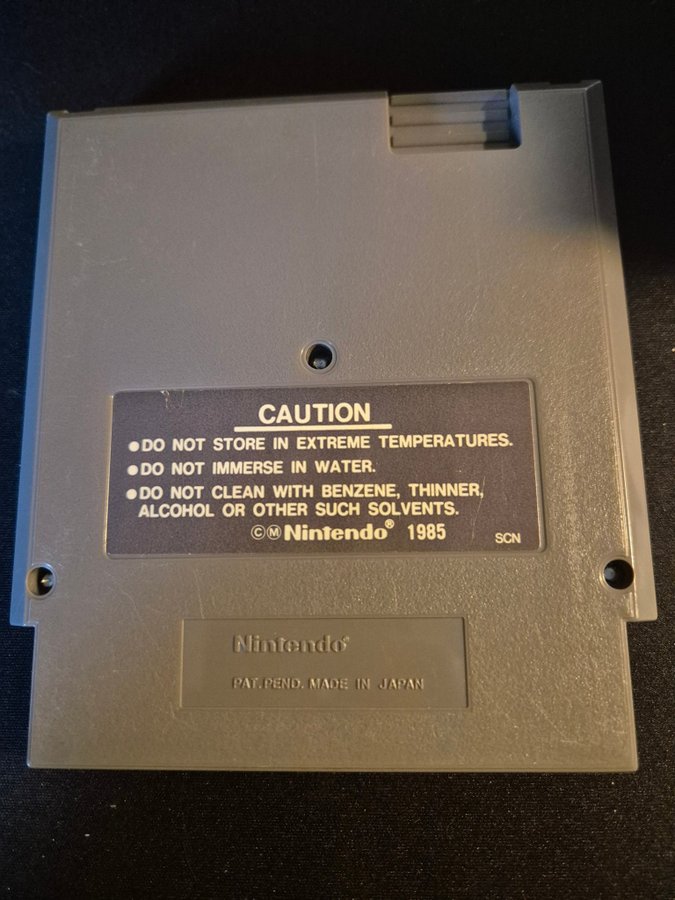 CAUTION
●DO NOT STORE IN EXTREME TEMPERATURES.
●DO NOT IMMERSE IN WATER.
●DO NOT CLEAN WITH BENZENE, THINNER,
ALCOHOL OR OTHER SUCH SOLVENTS.
ⒸⓂNintendo® 1985 SCN
Nintendo®
PAT. PEND. MADE IN JAPAN